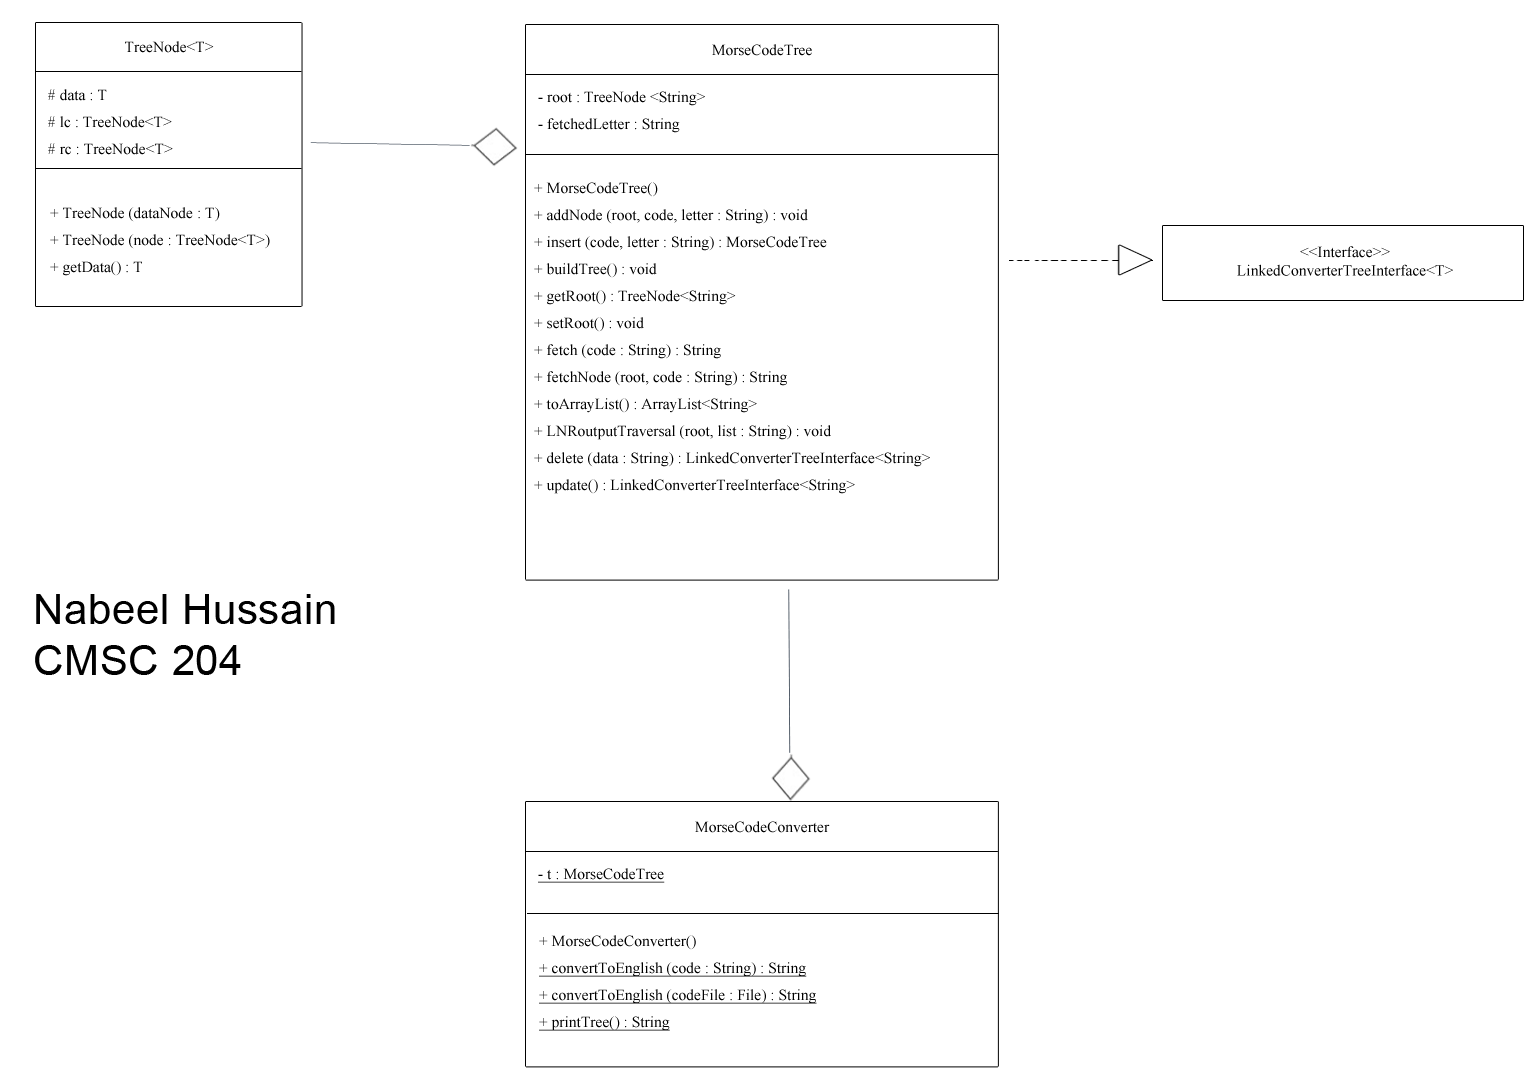 TreeNode<T>
# data : T
# lc : TreeNode<T>
# rc : TreeNode<T>
+ TreeNode (dataNode : T)
+ TreeNode (node : TreeNode<T>)
+ getData() : T
MorseCodeTree
- root : TreeNode <String>
- fetchedLetter : String
+ MorseCodeTree()
+ addNode (root, code, letter : String) : void
+ insert (code, letter : String) : MorseCodeTree
+ buildTree() : void
+ getRoot() : TreeNode<String>
+ setRoot() : void
+ fetch (code : String) : String
+ fetchNode (root, code : String) : String
+ toArrayList() : ArrayList<String>
+ LNRoutputTraversal (root, list : String) : void
+ delete (data : String) : LinkedConverterTreeInterface<String>
+ update() : LinkedConverterTreeInterface<String>
<<Interface>>
LinkedConverterTreeInterface<T>
Nabeel Hussain
CMSC 204
MorseCodeConverter
- t : MorseCodeTree
+ MorseCodeConverter()
+ convertToEnglish (code : String) : String
+ convertToEnglish (codeFile : File) : String
+ printTree() : String